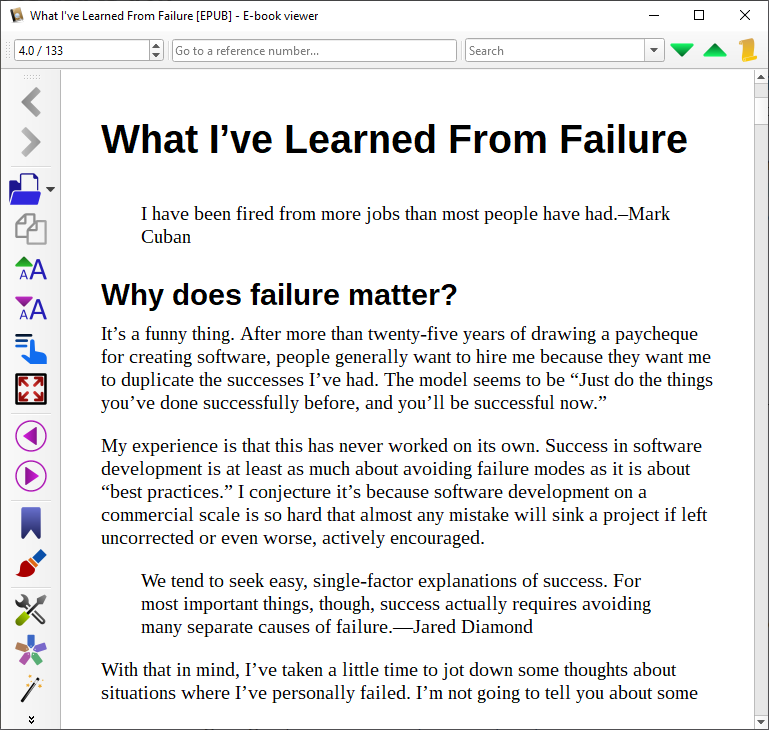 What I've Learned From Failure [EPUB] - E-book viewer
4.0 / 133
Go to a reference number...
Search
What I’ve Learned From Failure
I have been fired from more jobs than most people have had.–Mark
Cuban
Why does failure matter?
It’s a funny thing. After more than twenty-five years of drawing a paycheque
for creating software, people generally want to hire me because they want me
to duplicate the successes I’ve had. The model seems to be “Just do the things
you’ve done successfully before, and you’ll be successful now.”
My experience is that this has never worked on its own. Success in software
development is at least as much about avoiding failure modes as it is about
“best practices.” I conjecture it’s because software development on a
commercial scale is so hard that almost any mistake will sink a project if left
uncorrected or even worse, actively encouraged.
We tend to seek easy, single-factor explanations of success. For
most important things, though, success actually requires avoiding
many separate causes of failure.—Jared Diamond
With that in mind, I’ve taken a little time to jot down some thoughts about
situations where I’ve personally failed. I’m not going to tell you about some